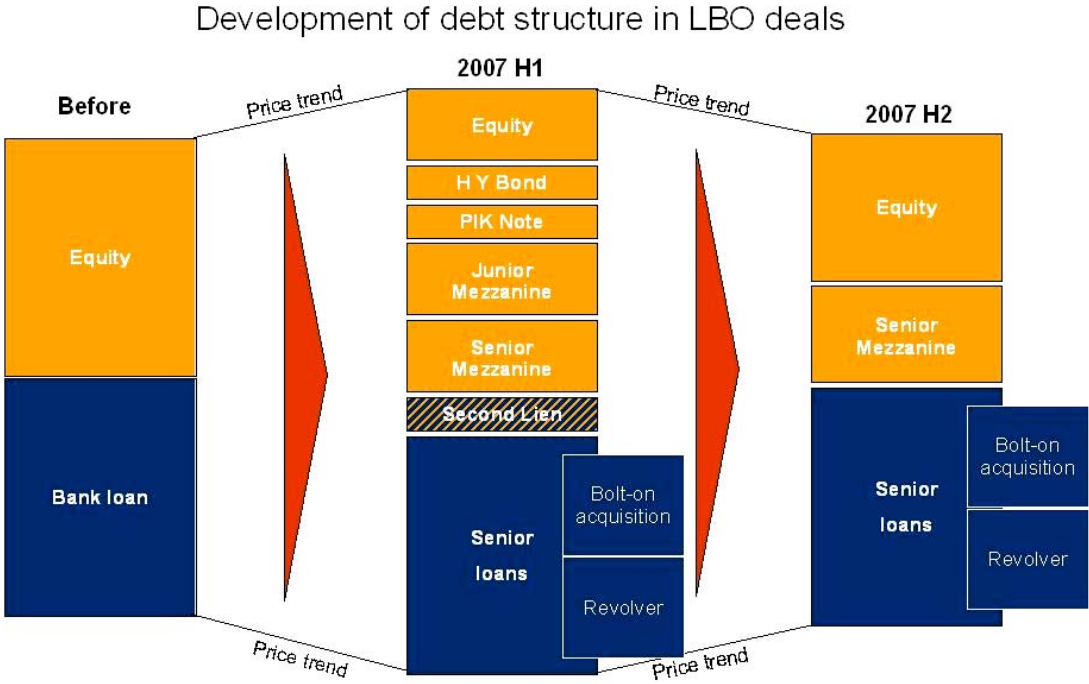 Development of debt structure in LBO deals
Before
Price trend
2007 H1
Price trend
2007 H2
Equity
Bank loan
Price trend
Equity
H Y Bond
PIK Note
Junior
Mezzanine
Senior
Mezzanine
Second Lien
Senior
loans
Bolt-on
acquisition
Revolver
Price trend
Equity
Senior
Mezzanine
Senior
loans
Bolt-on
acquisition
Revolver